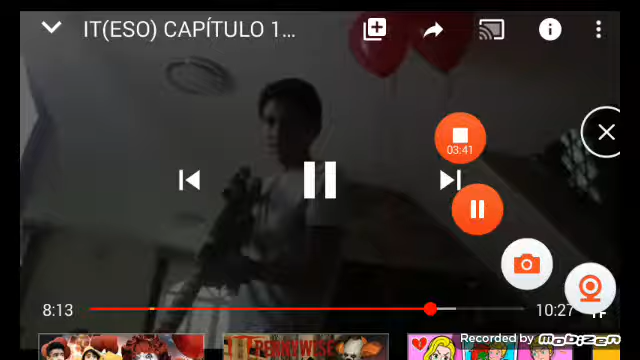 IT(ESO) CAPÍTULO 1...
03:41
8:13
10:27
PENNYWISE
Recorded by mobizen